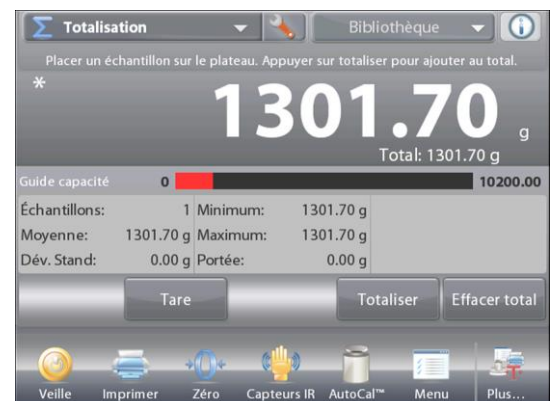 Totalisation Bibliothèque
Placer un échantillon sur le plateau. Appuyer sur totaliser pour ajouter au total.
* 1301.70 g
Total: 1301.70 g
Guide capacité 0 10200.00
Échantillons: 1 Minimum: 1301.70 g
Moyenne: 1301.70 g Maximum: 1301.70 g
Dév. Stand: 0.00 g Portée: 0.00 g
Tare Totaliser Effacer total
Veille Imprimer Zéro Capteurs IR AutoCal™ Menu Plus...